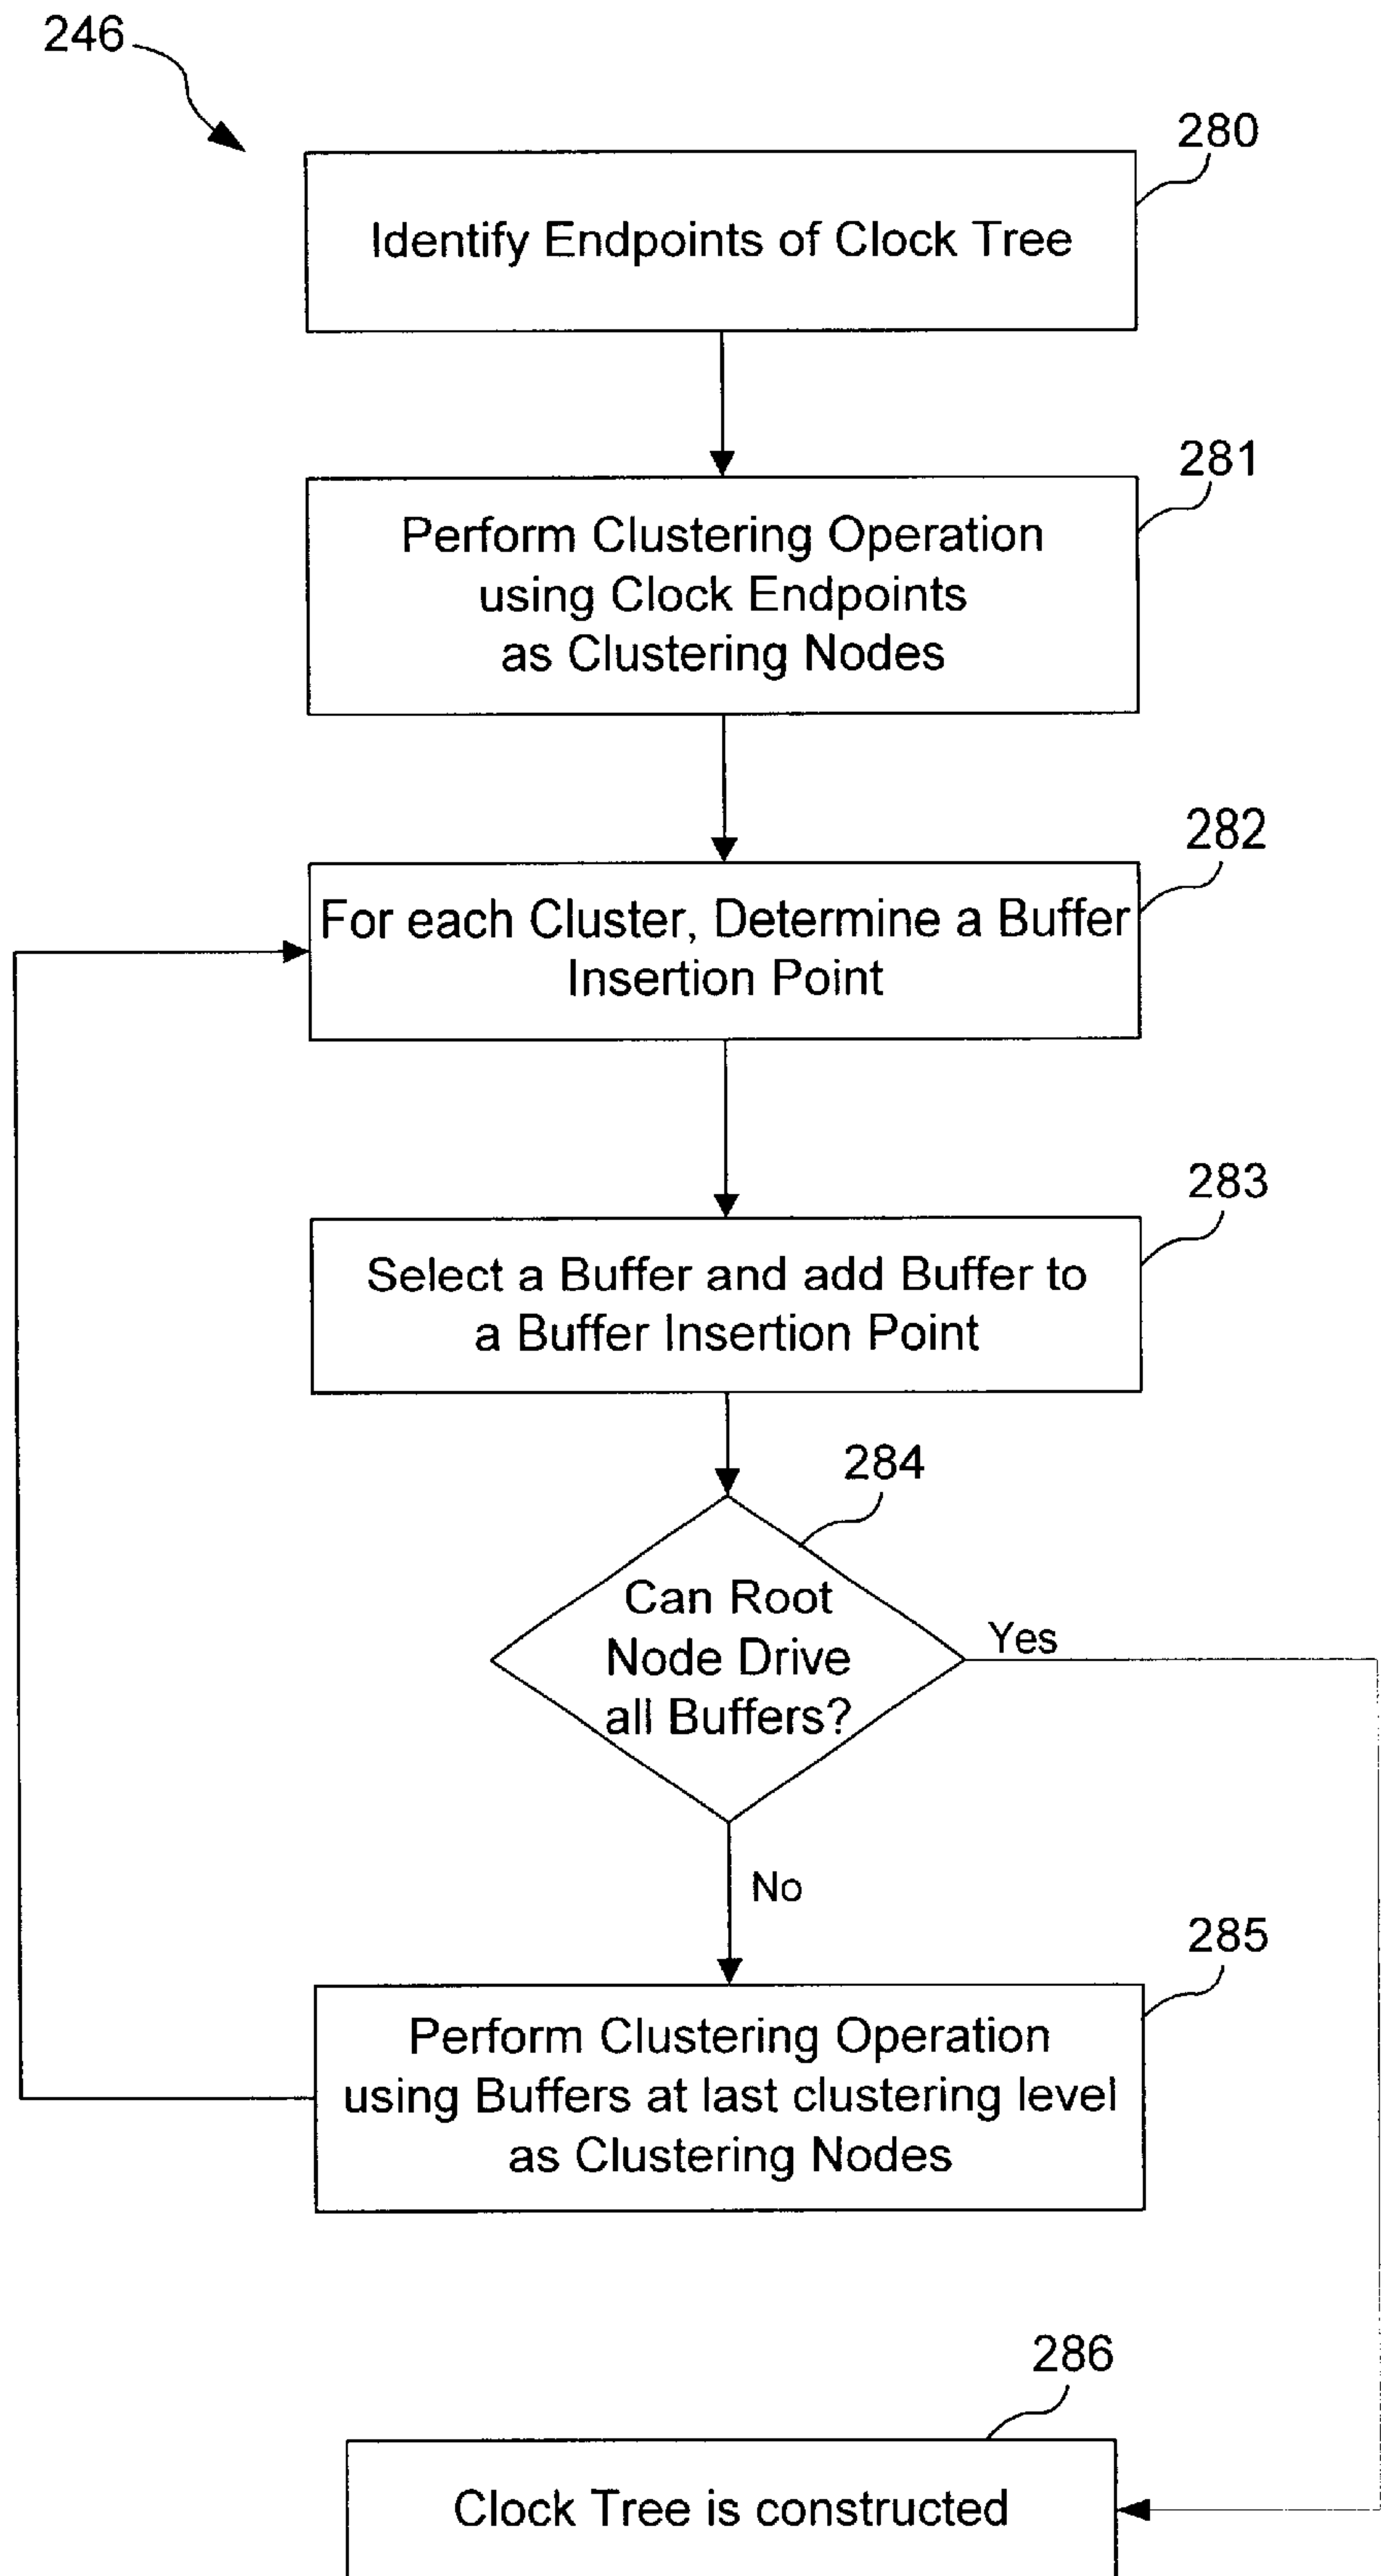 246
280
Identify Endpoints of Clock Tree
281
Perform Clustering Operation
using Clock Endpoints
as Clustering Nodes
282
For each Cluster, Determine a Buffer
Insertion Point
283
Select a Buffer and add Buffer to
a Buffer Insertion Point
284
Can Root
Node Drive
all Buffers?
Yes
No
285
Perform Clustering Operation
using Buffers at last clustering level
as Clustering Nodes
286
Clock Tree is constructed